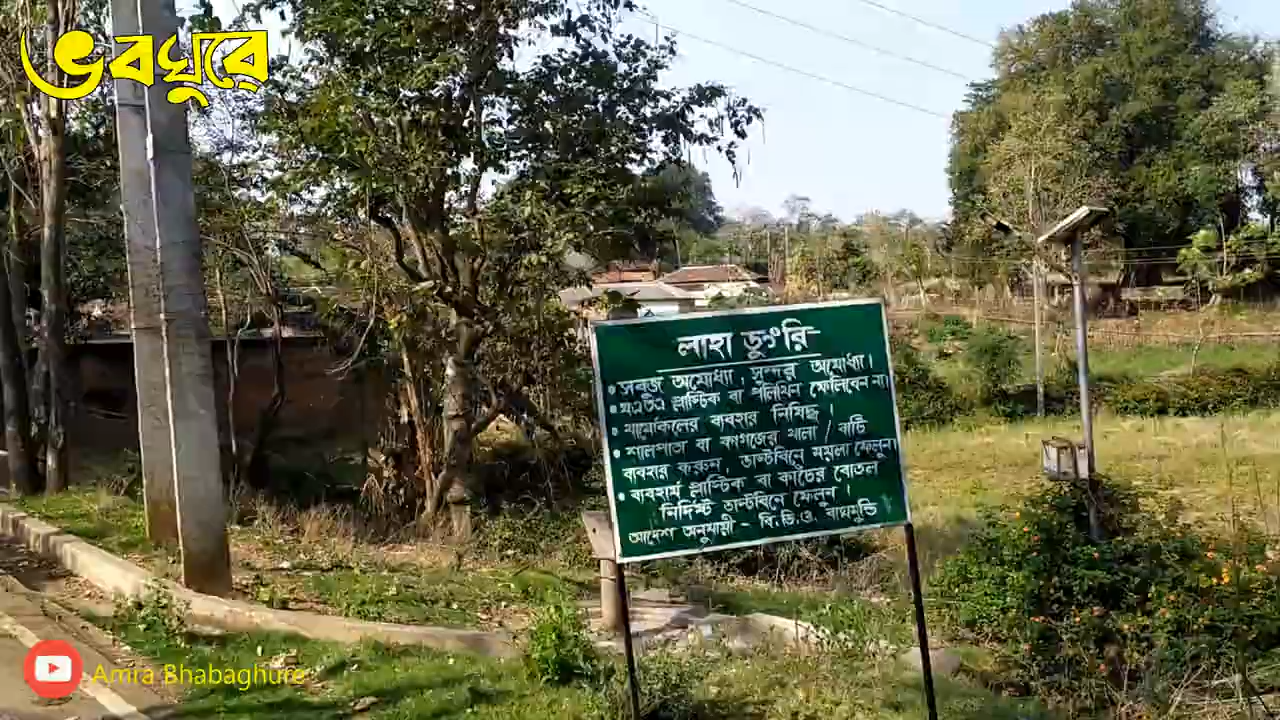 ভবঘুরে
লাহা ডুংরি
• সবুজ অযোধ্যা, সুন্দর অযোধ্যা।
• যত্রতত্র প্লাস্টিক বা পলিথিন ফেলিবেন না।
• থার্মোকলের ব্যবহার নিষিদ্ধ।
• শালপাতা বা কাগজের থালা / বাটি
ব্যবহার করুন, ডাস্টবিনে ময়লা ফেলুন।
• ব্যবহার্য প্লাস্টিক বা কাচের বোতল
নির্দিষ্ট ডাস্টবিনে ফেলুন।
আদেশ অনুযায়ী - বি.ডি.ও. বাঘমুন্ডি
Amra Bhabaghure